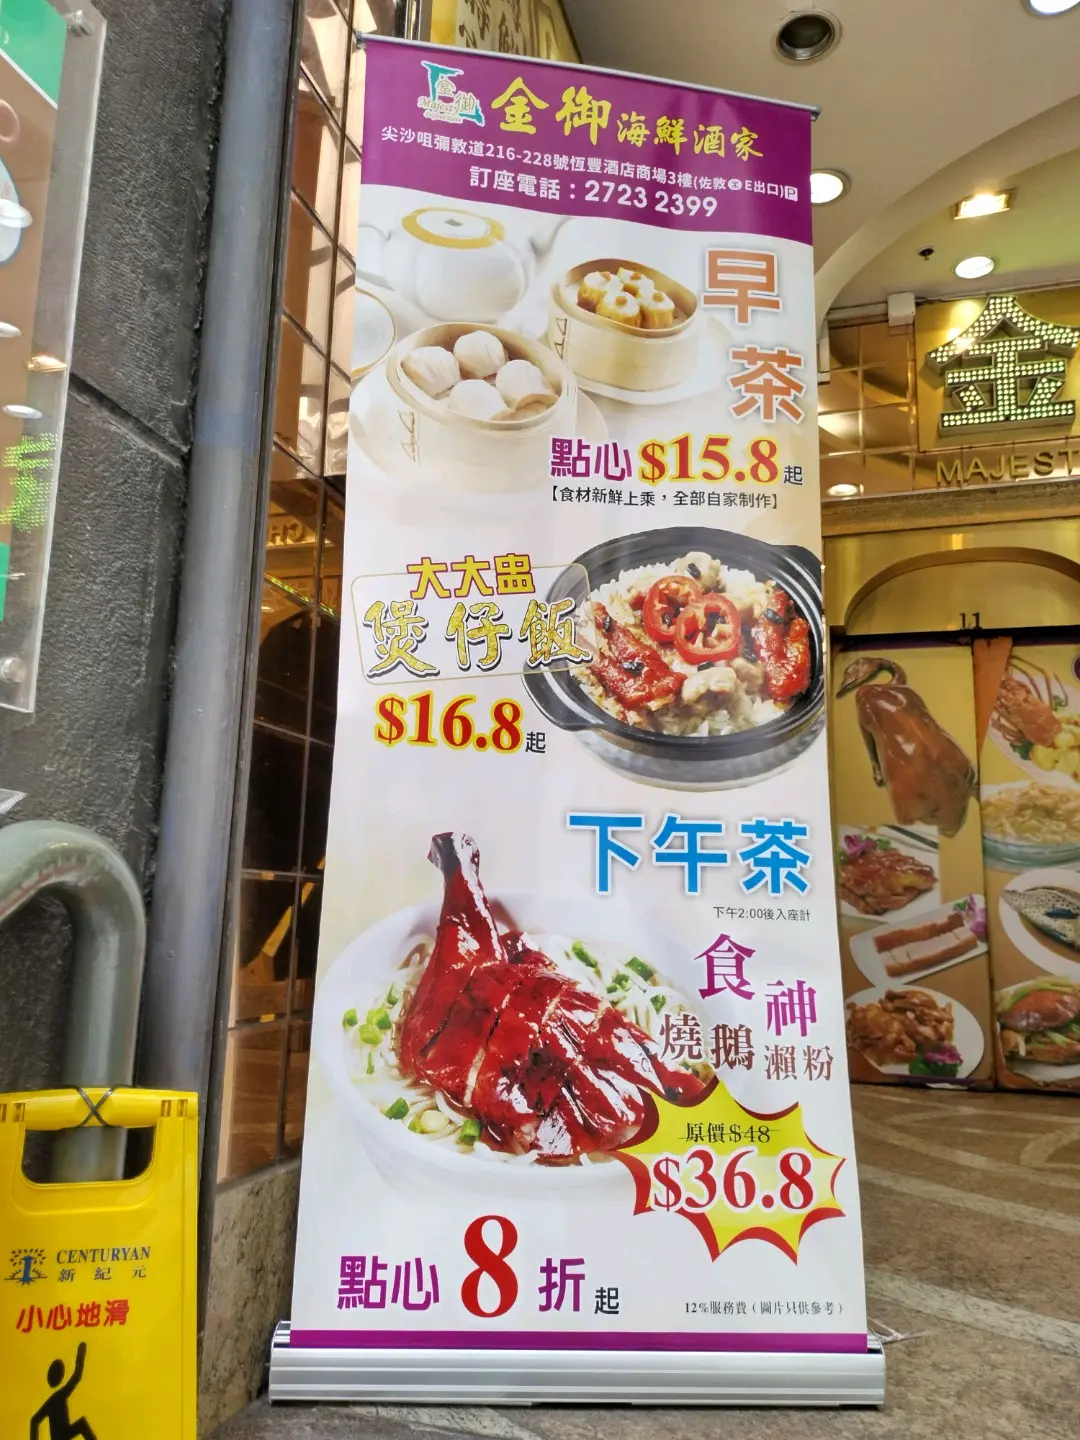 金御
Majesty
金御海鮮酒家
尖沙咀彌敦道216-228號恆豐酒店商場3樓(佐敦E出口)P
訂座電話：2723 2399
早茶
點心 $15.8起
【食材新鮮上乘，全部自家制作】
大大盅
煲仔飯
$16.8起
下午茶
下午2:00後入座計
食神
燒鵝瀨粉
原價$48
$36.8
點心 8 折起
12%服務費（圖片只供參考）
金
MAJEST
11
CENTURYAN
新紀元
小心地滑